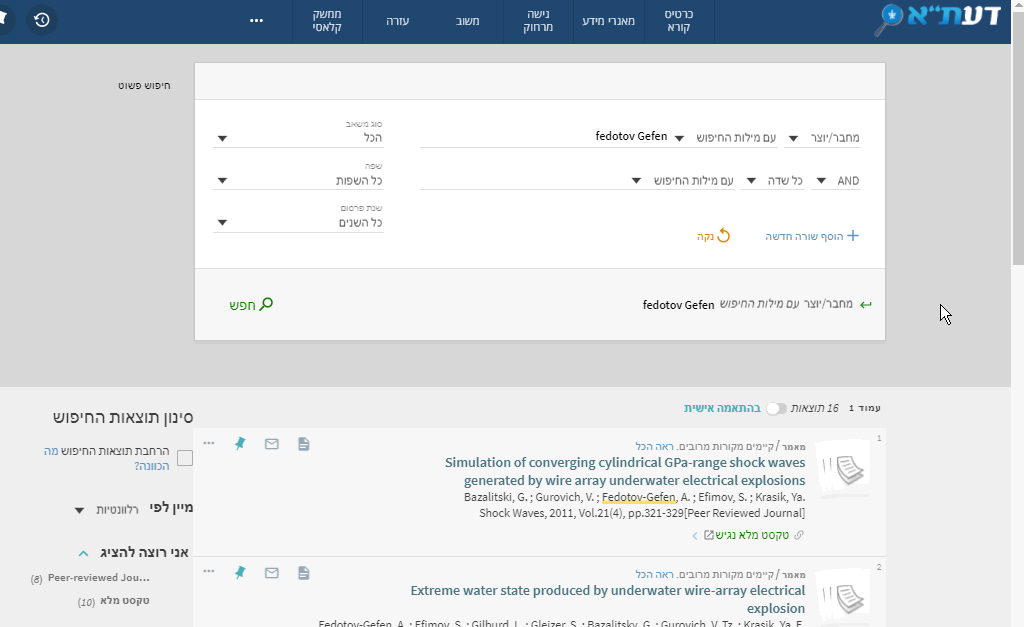 דעת"א
כרטיס קורא
מאגרי מידע
גישה מרחוק
משוב
עזרה
ממשק קלאסי
...
חיפוש פשוט
מחבר/יוצר עם מילות החיפוש fedotov Gefen
AND כל שדה עם מילות החיפוש
סוג משאב
הכל
שפה
כל השפות
שנת פרסום
כל השנים
הוסף שורה חדשה נקה
מחבר/יוצר עם מילות החיפוש fedotov Gefen
חפש
עמוד 1 16 תוצאות בהתאמה אישית
1
מאמר / קיימים מקורות מרובים. ראה הכל
Simulation of converging cylindrical GPa-range shock waves
generated by wire array underwater electrical explosions
Bazalitski, G. ; Gurovich, V. ; Fedotov-Gefen, A. ; Efimov, S. ; Krasik, Ya.
Shock Waves, 2011, Vol.21(4), pp.321-329[Peer Reviewed Journal]
טקסט מלא נגיש
2
מאמר / קיימים מקורות מרובים. ראה הכל
Extreme water state produced by underwater wire-array electrical
explosion
Fedotov-Gefen, A. ; Efimov, S. ; Gilburd, L. ; Gleizer, S. ; Bazalitsky, G. ; Gurovich, V. Tz. ; Krasik, Ya. E.
סינון תוצאות החיפוש
הרחבת תוצאות החיפוש מה
הכוונה?
מיין לפי רלוונטיות
אני רוצה להציג
Peer-reviewed Jou... (8)
טקסט מלא (10)